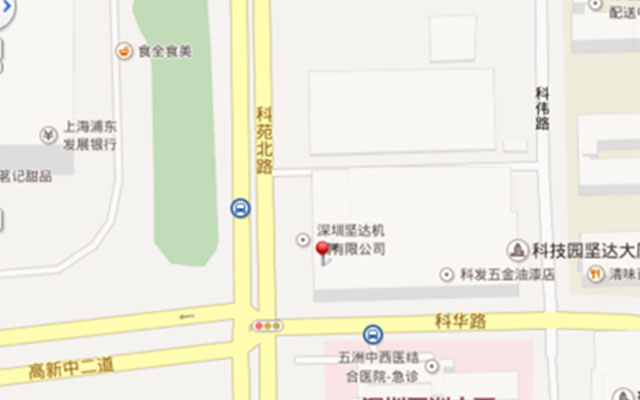 配送中
食全食美
科伟路
科苑北路
上海浦东
发展银行
茗记甜品
深圳坚达机
有限公司
科技园坚达大厦
科发五金油漆店
清味
科华路
五洲中西医结
合医院-急诊
高新中二道